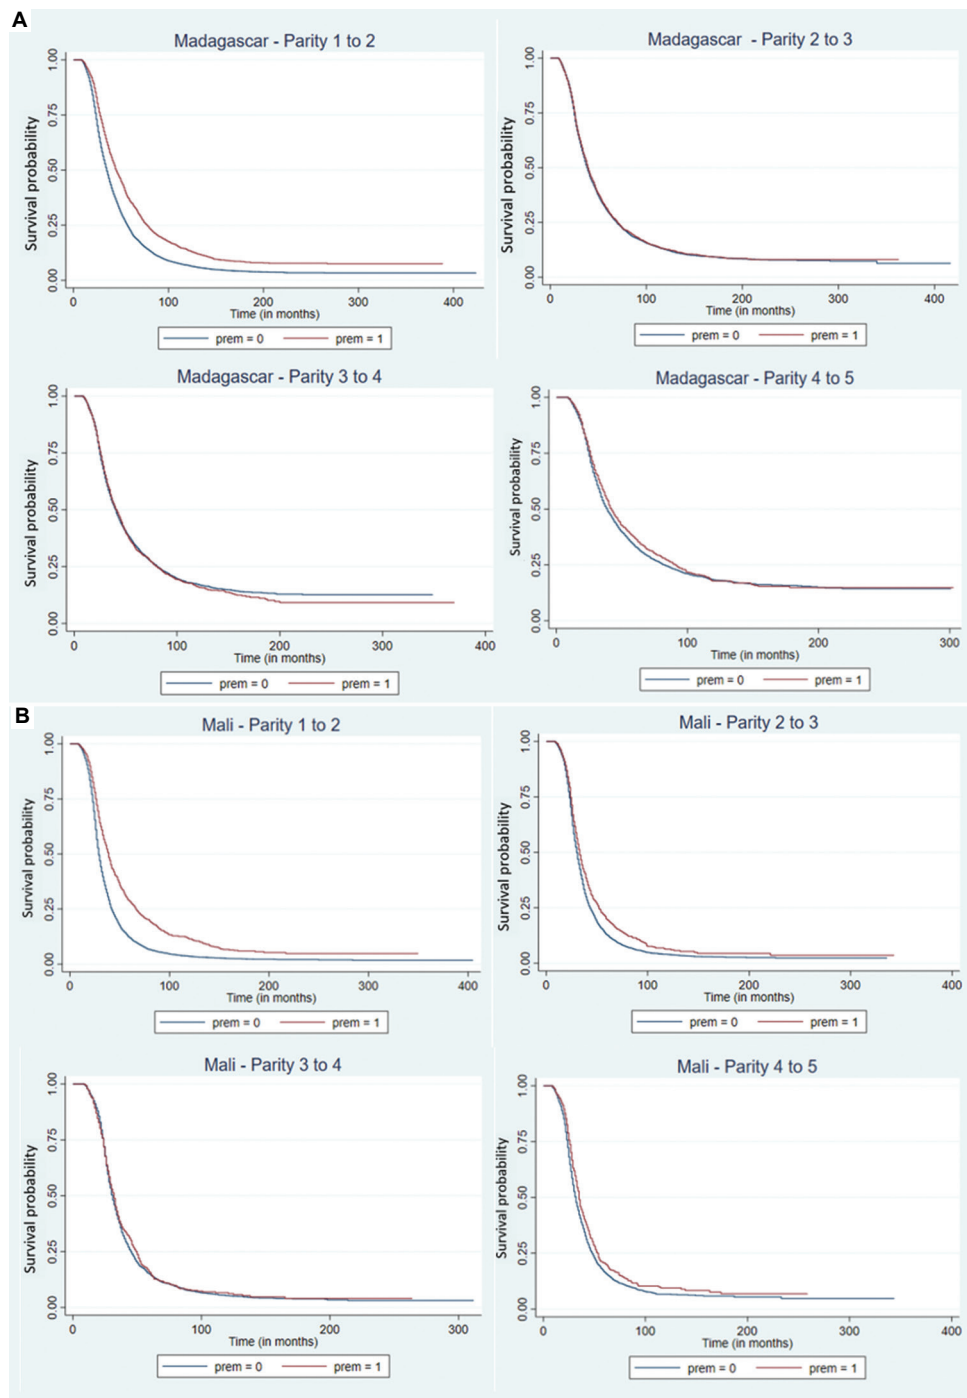 A
Madagascar - Parity 1 to 2
Survival probability
1.00
0.75
0.50
0.25
0.00
0 100 200 300 400
Time (in months)
prem = 0 prem = 1
Madagascar - Parity 2 to 3
Survival probability
1.00
0.75
0.50
0.25
0.00
0 100 200 300 400
Time (in months)
prem = 0 prem = 1
Madagascar - Parity 3 to 4
Survival probability
1.00
0.75
0.50
0.25
0.00
0 100 200 300 400
Time (in months)
prem = 0 prem = 1
Madagascar - Parity 4 to 5
Survival probability
1.00
0.75
0.50
0.25
0.00
0 100 200 300
Time (in months)
prem = 0 prem = 1
B
Mali - Parity 1 to 2
Survival probability
1.00
0.75
0.50
0.25
0.00
0 100 200 300 400
Time (in months)
prem = 0 prem = 1
Mali - Parity 2 to 3
Survival probability
1.00
0.75
0.50
0.25
0.00
0 100 200 300 400
Time (in months)
prem = 0 prem = 1
Mali - Parity 3 to 4
Survival probability
1.00
0.75
0.50
0.25
0.00
0 100 200 300
Time (in months)
prem = 0 prem = 1
Mali - Parity 4 to 5
Survival probability
1.00
0.75
0.50
0.25
0.00
0 100 200 300 400
Time (in months)
prem = 0 prem = 1